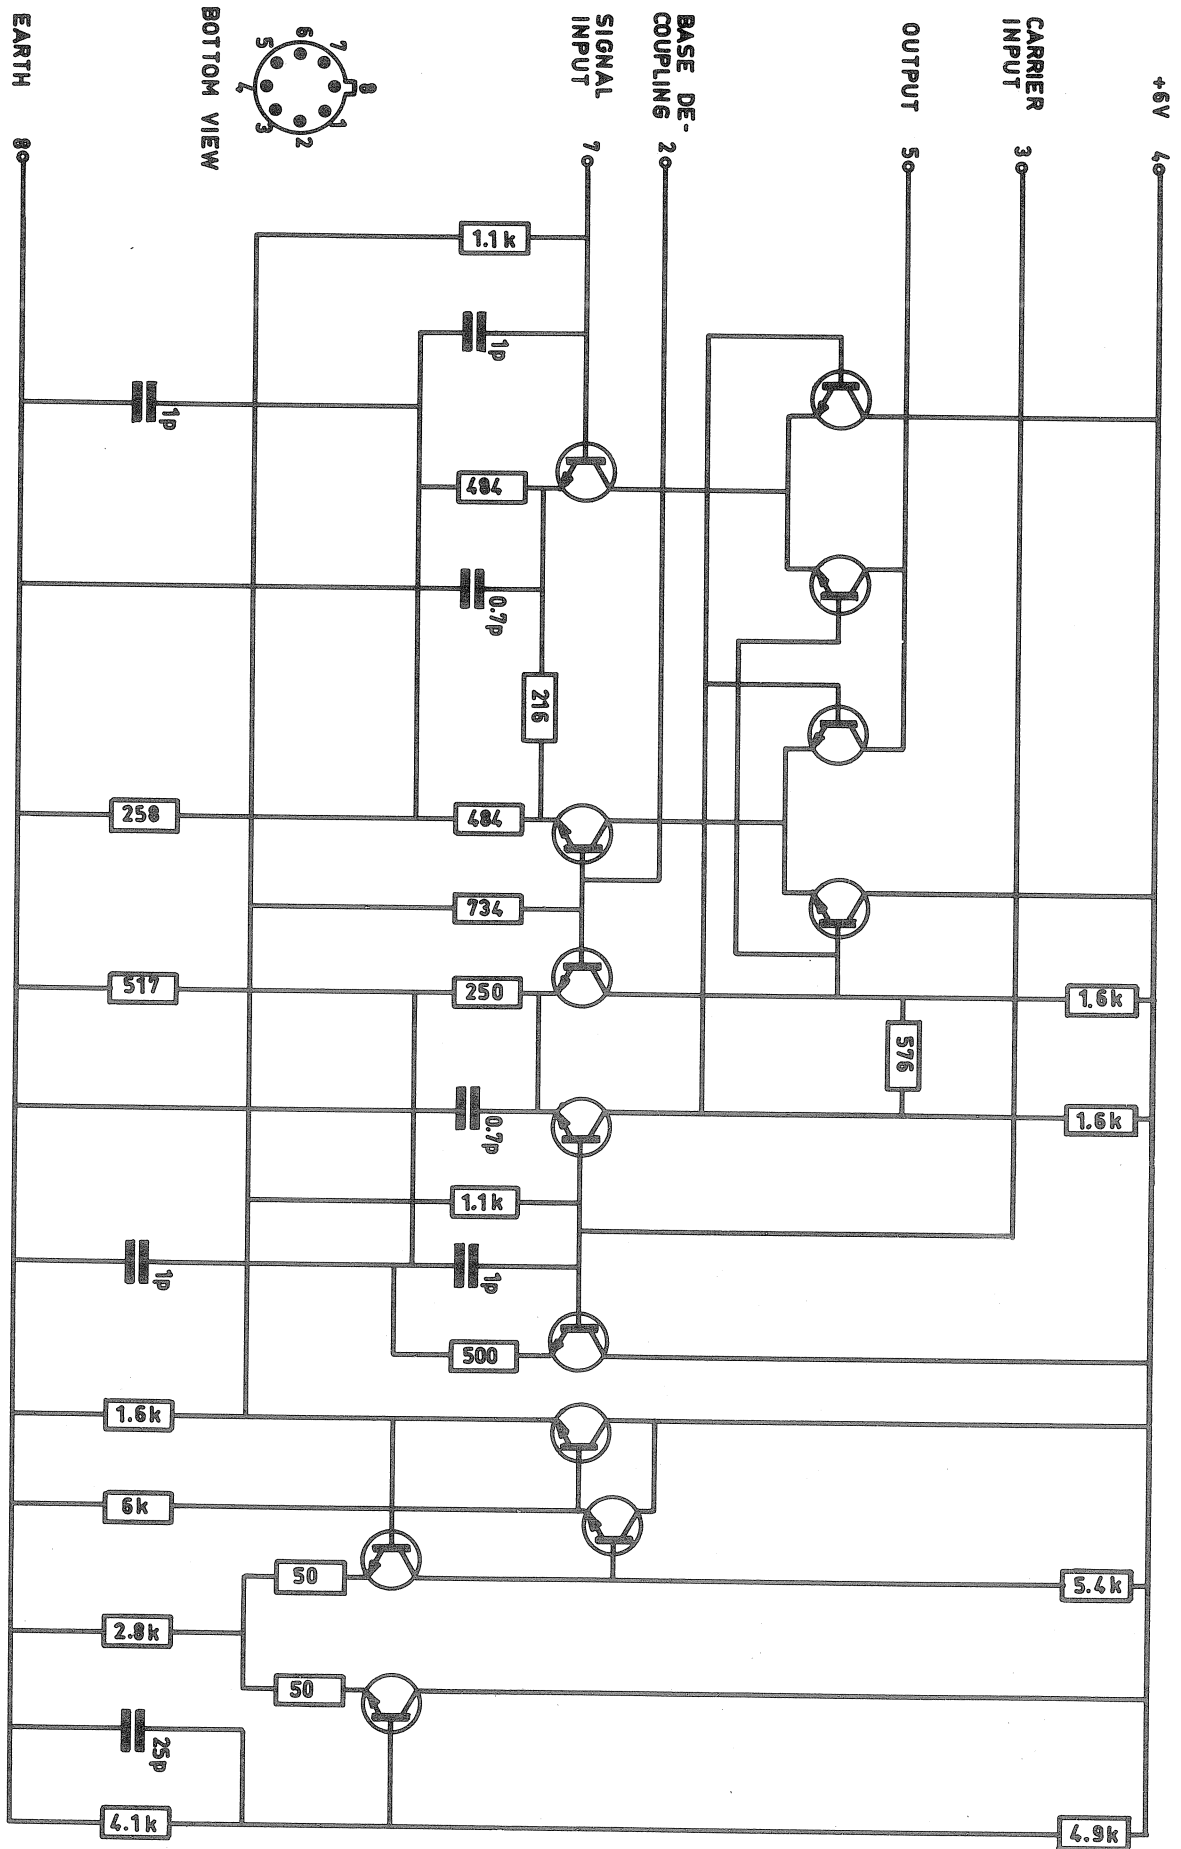 +6V 4
CARRIER
INPUT 3
OUTPUT 5
BASE DE-
COUPLING 2
SIGNAL
INPUT 7
BOTTOM VIEW
1
2
3
4
5
6
7
8
EARTH 8
1.6k
1.6k
5.4k
4.9k
576
216
1.1k
1p
484
0.7p
484
734
250
0.7p
1.1k
1p
500
50
50
1p
258
517
1p
1.6k
6k
2.8k
25p
4.1k